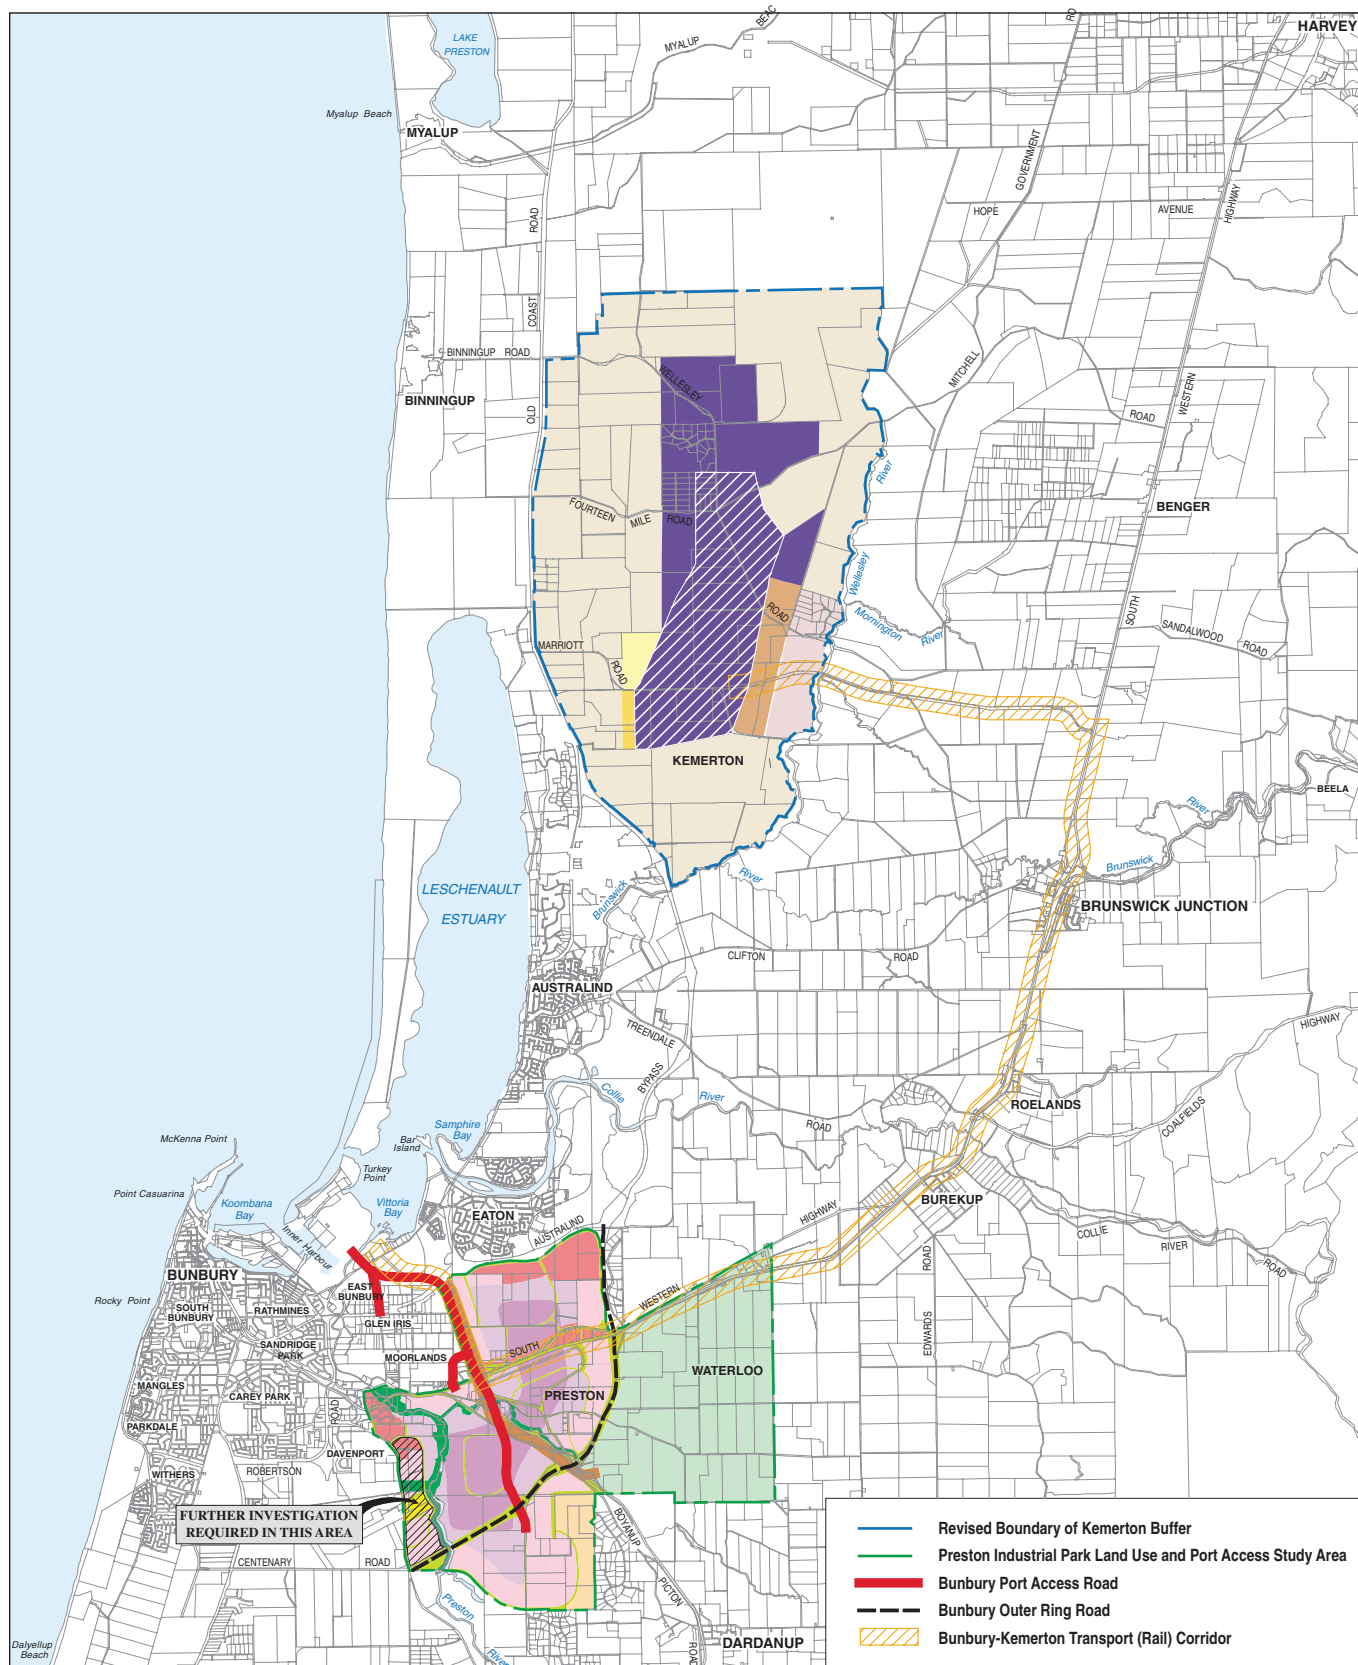 HARVEY
LAKE
PRESTON
MYALUP
BEAC
RO
Myalup Beach
MYALUP
GOVERNMENT
HOPE
AVENUE
HIGHWAY
ROAD
COAST
BINNINGUP ROAD
OLD
BINNINGUP
WELLESLEY
MITCHELL
ROAD
WESTERN
River
FOURTEEN
MILE
ROAD
BENGER
Wellesley
ROAD
Mornington
River
SOUTH
SANDALWOOD
ROAD
MARRIOTT
ROAD
KEMERTON
BEELA
River
Brunswick
River
Brunswick
LESCHENAULT
ESTUARY
BRUNSWICK JUNCTION
CLIFTON
ROAD
AUSTRALIND
TREENDALE
HIGHWAY
BYPASS
Collie
River
ROAD
ROELANDS
COALFIELDS
Samphire
Bay
Bar
Island
McKenna Point
Turkey
Point
Point Casuarina
Koombana
Bay
Vittoria
Bay
BUREKUP
EATON
HIGHWAY
AUSTRALIND
COLLIE
RIVER
ROAD
Inner Harbour
BUNBURY
EAST
BUNBURY
WESTERN
ROAD
Rocky Point
SOUTH
BUNBURY
RATHMINES
GLEN IRIS
SANDRIDGE
PARK
MOORLANDS
SOUTH
EDWARDS
WATERLOO
MANGLES
CAREY PARK
PRESTON
ROAD
PARKDALE
DAVENPORT
WITHERS
ROBERTSON
FURTHER INVESTIGATION
REQUIRED IN THIS AREA
BOYANUP
CENTENARY
ROAD
PICTON
Preston
River
ROAD
DARDANUP
Dalyellup
Beach
Revised Boundary of Kemerton Buffer
Preston Industrial Park Land Use and Port Access Study Area
Bunbury Port Access Road
Bunbury Outer Ring Road
Bunbury-Kemerton Transport (Rail) Corridor